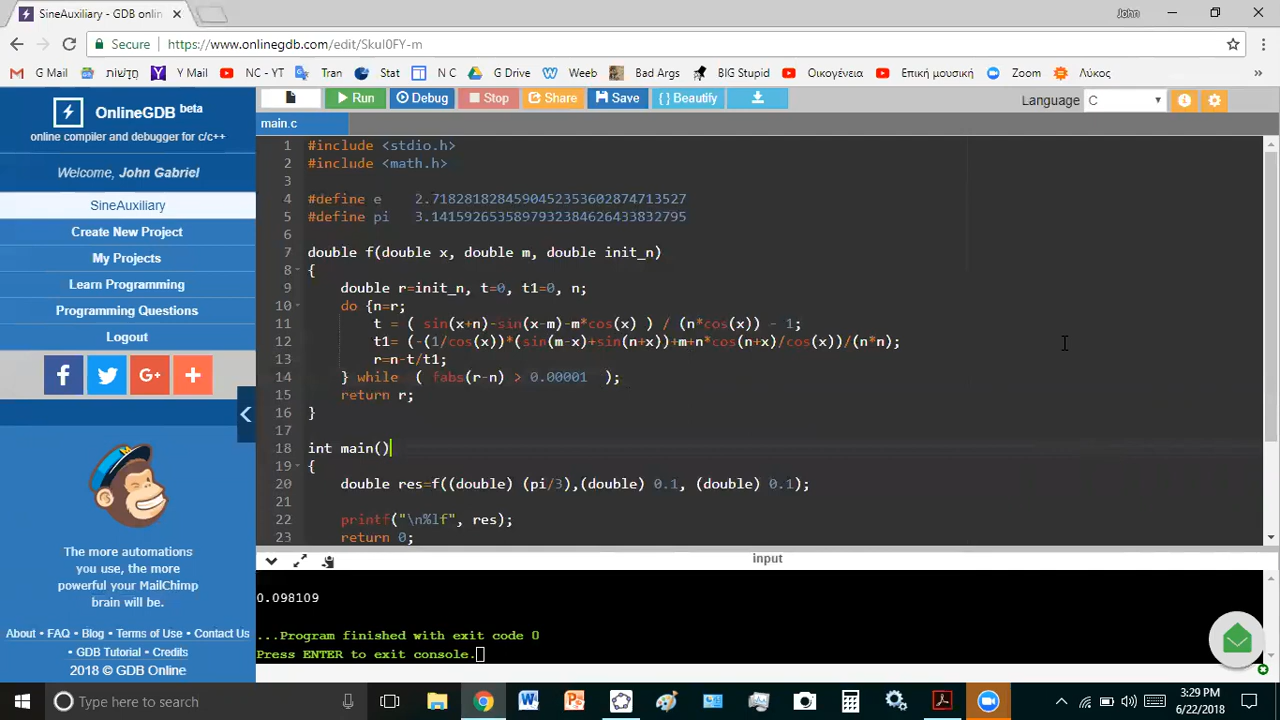 SineAuxiliary - GDB onlin
John
Secure
https://www.onlinegdb.com/edit/Skul0FY-m
G Mail
חֲדָשׁוֹת
Y Mail
NC - YT
Tran
Stat
N C
G Drive
Weeb
Bad Args
BIG Stupid
Οικογένεια
Επική μουσική
Zoom
Λύκος
»
OnlineGDB beta
online compiler and debugger for c/c++
Welcome, John Gabriel
SineAuxiliary
Create New Project
My Projects
Learn Programming
Programming Questions
Logout
f
G+
+
The more automations
you use, the more
powerful your MailChimp
brain will be.
About • FAQ • Blog • Terms of Use • Contact Us
• GDB Tutorial • Credits
2018 © GDB Online
Run
Debug
Stop
Share
Save
{ } Beautify
Language
C
main.c
1 #include <stdio.h>
2 #include <math.h>
3
4 #define e    2.7182818284590452353602874713527
5 #define pi   3.1415926535897932384626433832795
6
7 double f(double x, double m, double init_n)
8 {
9     double r=init_n, t=0, t1=0, n;
10     do {n=r;
11         t = ( sin(x+n)-sin(x-m)-m*cos(x) ) / (n*cos(x)) - 1;
12         t1= (-(1/cos(x))*(sin(m-x)+sin(n+x))+m+n*cos(n+x)/cos(x))/(n*n);
13         r=n-t/t1;
14     } while  ( fabs(r-n) > 0.00001  );
15     return r;
16 }
17
18 int main()
19 {
20     double res=f((double) (pi/3),(double) 0.1, (double) 0.1);
21
22     printf("\n%lf", res);
23     return 0;
input
0.098109
...Program finished with exit code 0
Press ENTER to exit console.
Type here to search
3:29 PM
6/22/2018